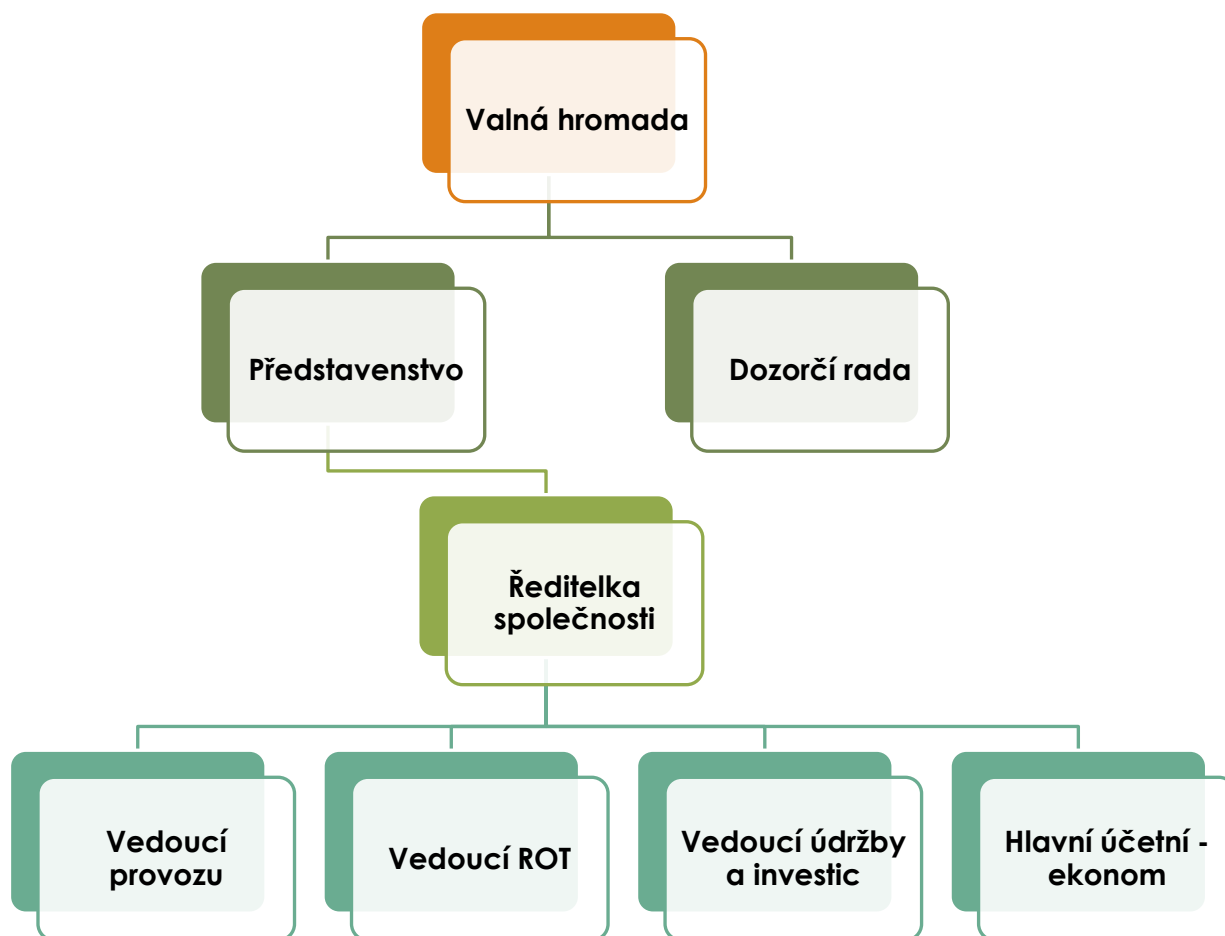 Valná hromada
Představenstvo
Dozorčí rada
Ředitelka
společnosti
Vedoucí
provozu
Vedoucí ROT
Vedoucí údržby
a investic
Hlavní účetní -
ekonom